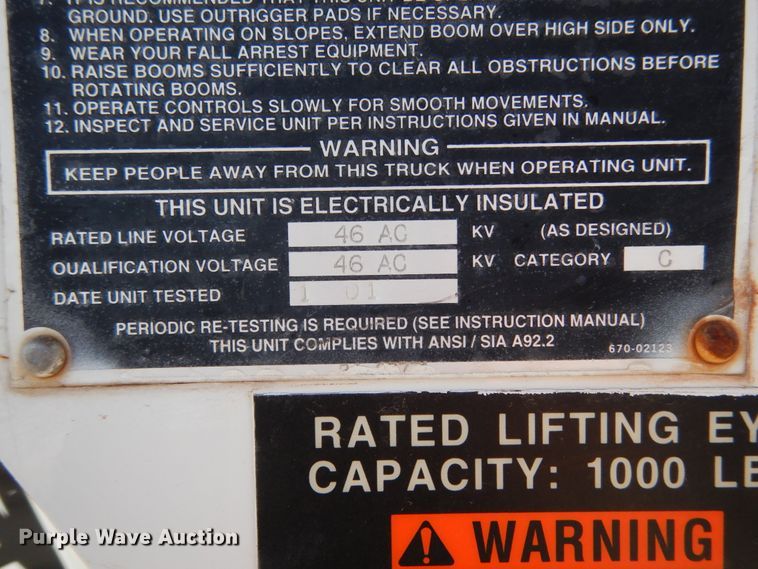 GROUND. USE OUTRIGGER PADS IF NECESSARY.
8. WHEN OPERATING ON SLOPES, EXTEND BOOM OVER HIGH SIDE ONLY.
9. WEAR YOUR FALL ARREST EQUIPMENT.
10. RAISE BOOMS SUFFICIENTLY TO CLEAR ALL OBSTRUCTIONS BEFORE
ROTATING BOOMS.
11. OPERATE CONTROLS SLOWLY FOR SMOOTH MOVEMENTS.
12. INSPECT AND SERVICE UNIT PER INSTRUCTIONS GIVEN IN MANUAL.
WARNING
KEEP PEOPLE AWAY FROM THIS TRUCK WHEN OPERATING UNIT.
THIS UNIT IS ELECTRICALLY INSULATED
RATED LINE VOLTAGE 46 AC KV (AS DESIGNED)
QUALIFICATION VOLTAGE 46 AC KV CATEGORY C
DATE UNIT TESTED 1 01
PERIODIC RE-TESTING IS REQUIRED (SEE INSTRUCTION MANUAL)
THIS UNIT COMPLIES WITH ANSI / SIA A92.2 670-02123
RATED LIFTING EY
CAPACITY: 1000 LB
WARNING
Purple Wave Auction